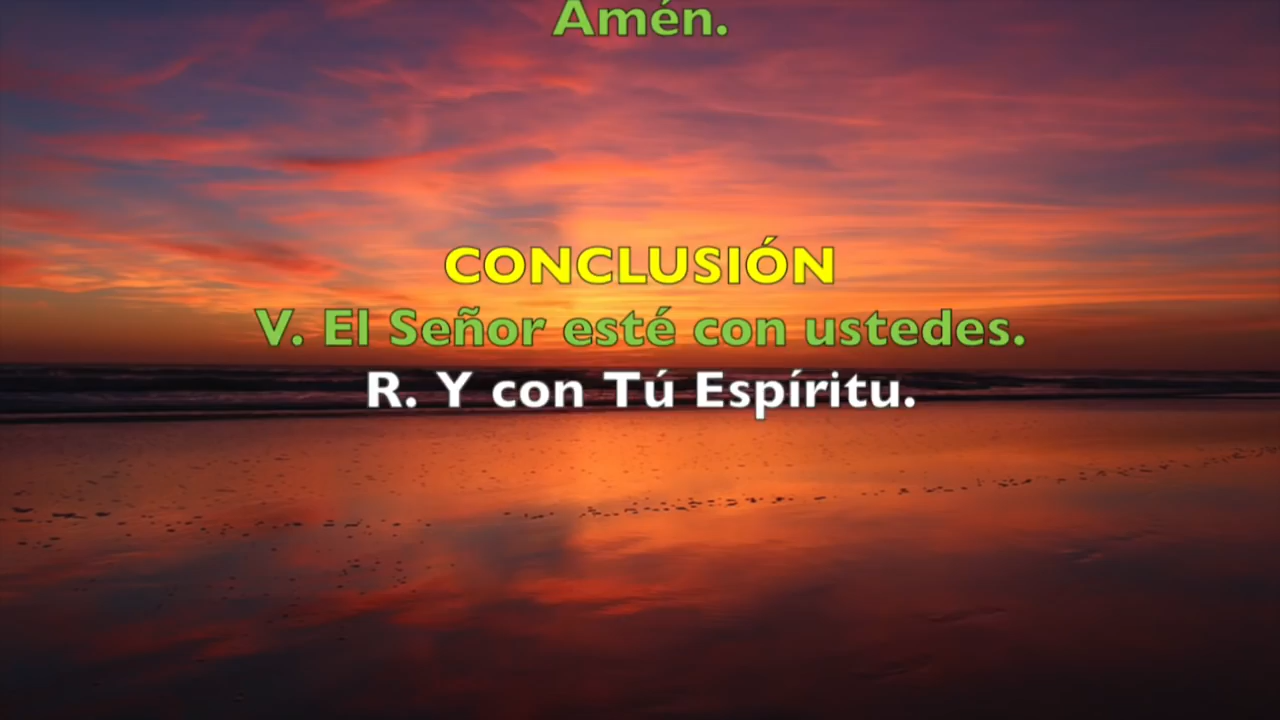 Amén.
CONCLUSIÓN
V. El Señor esté con ustedes.
R. Y con Tú Espíritu.